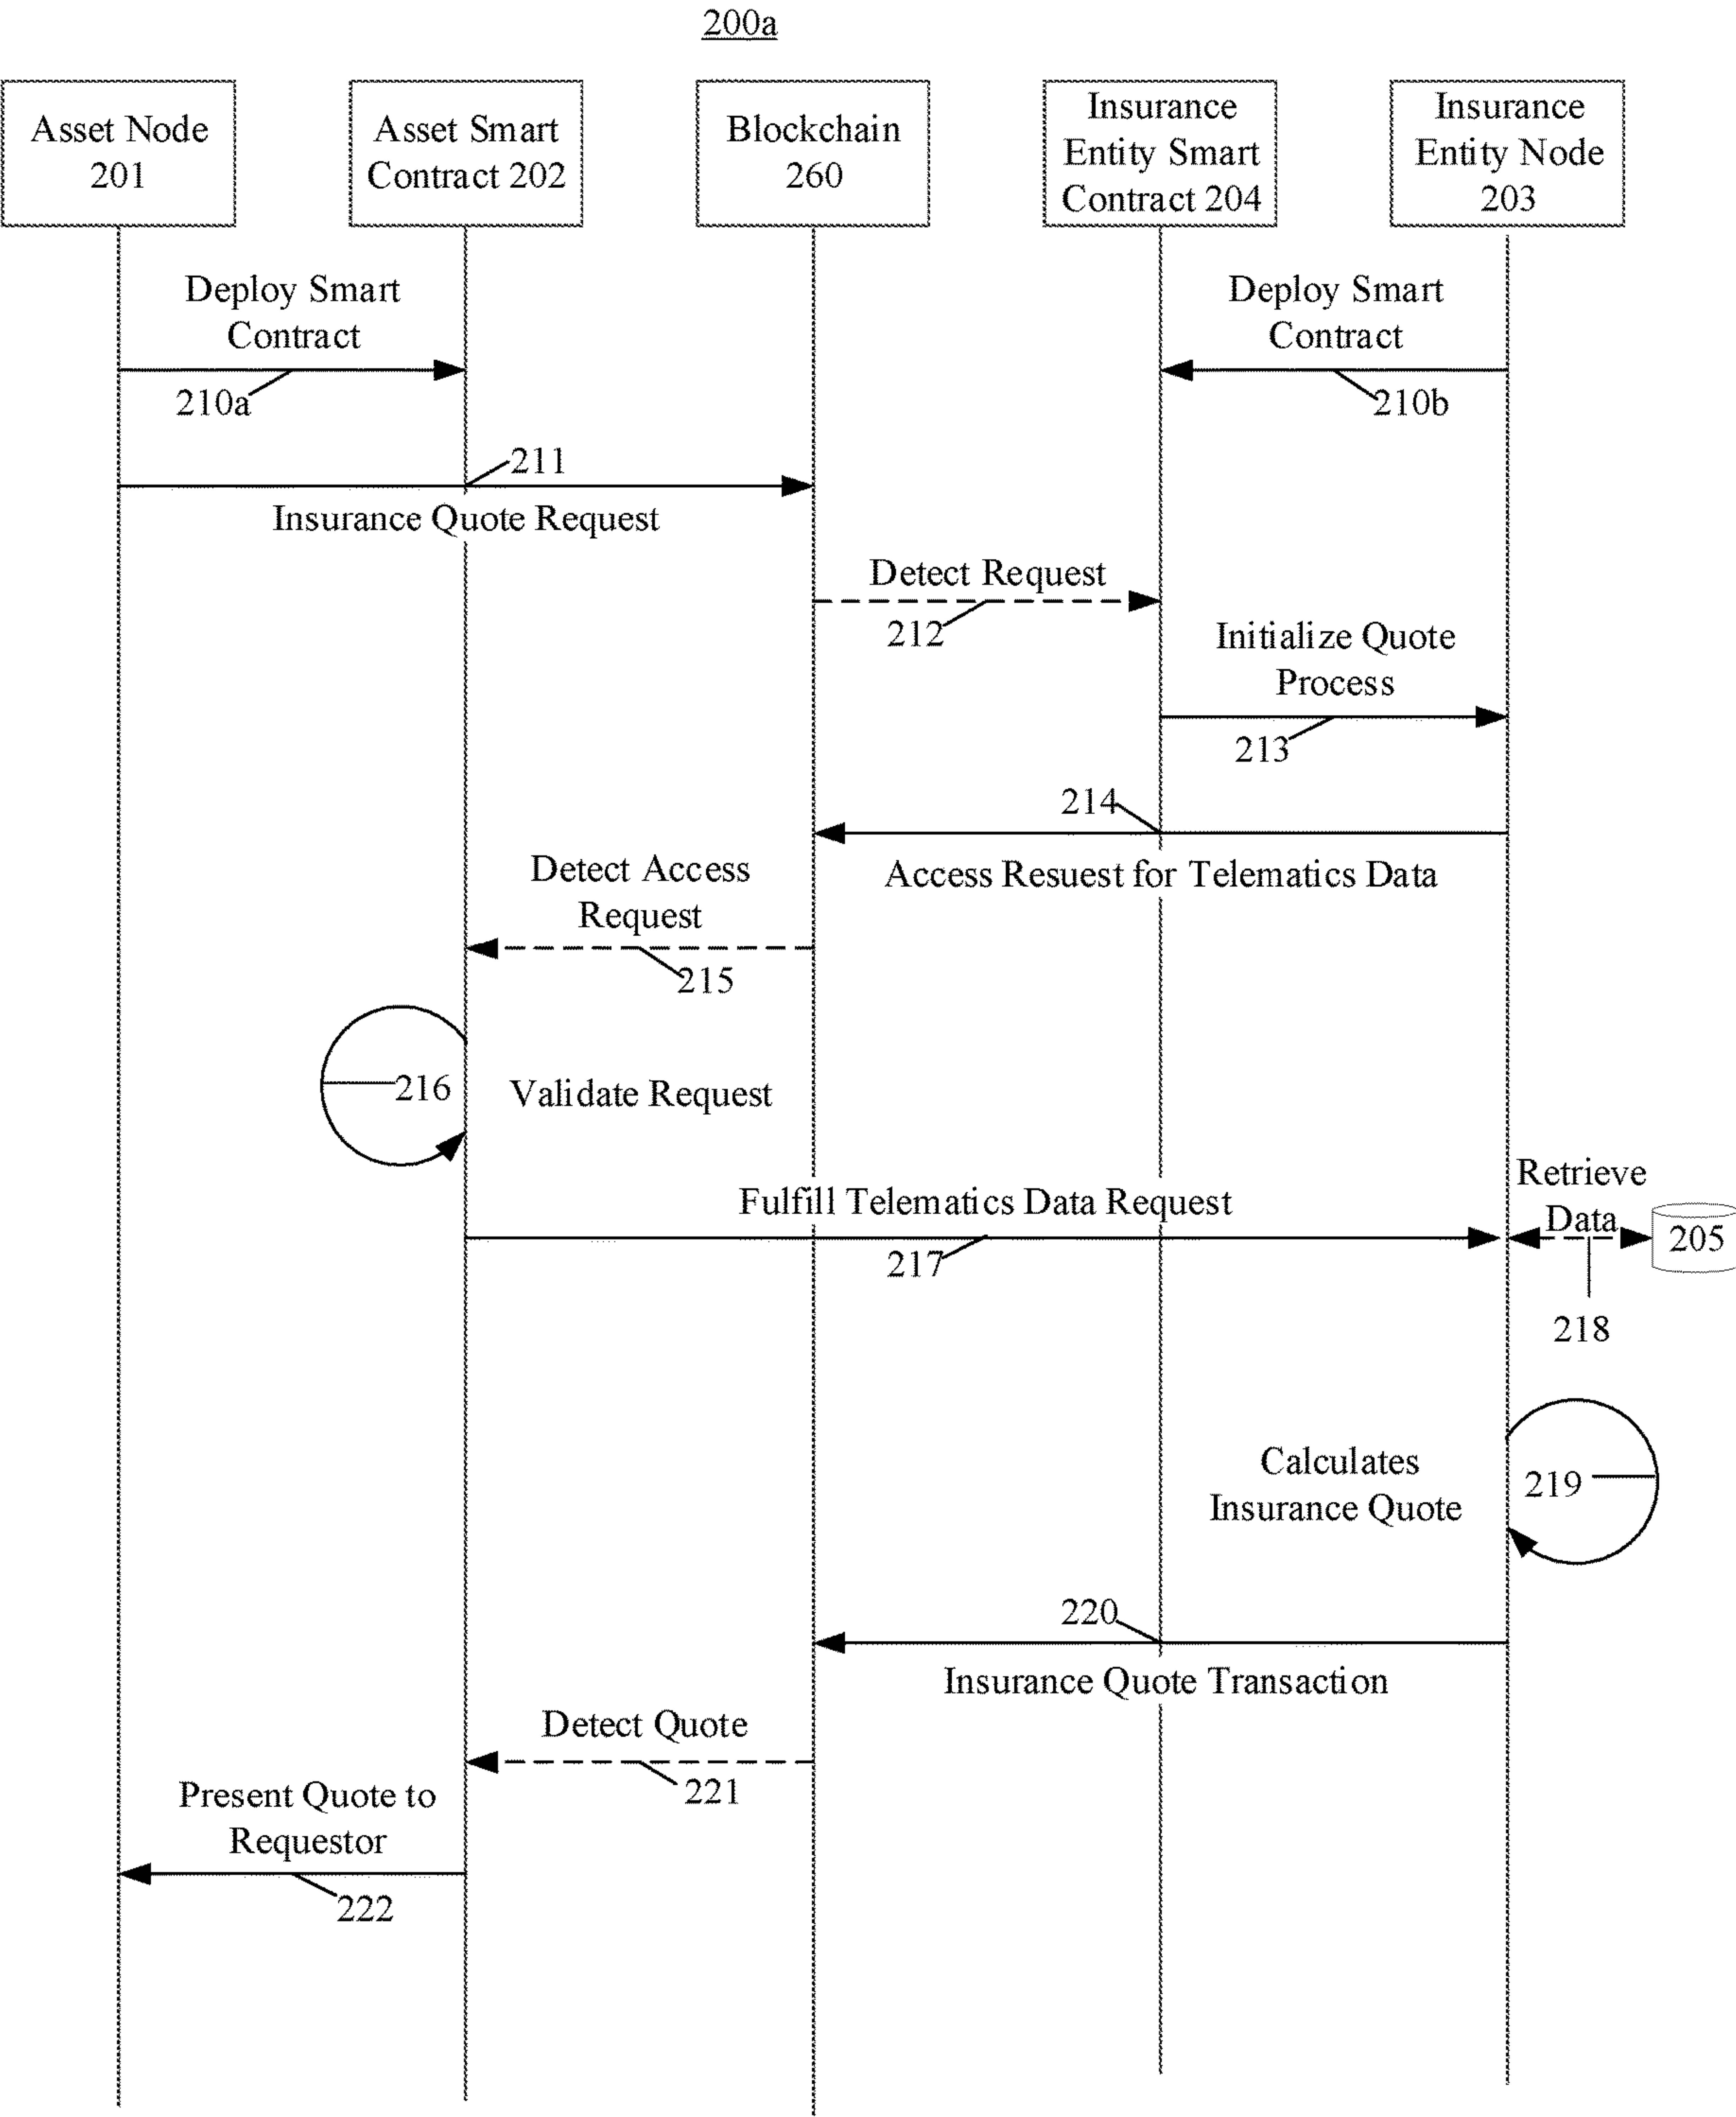 200a
Asset Node
201
Asset Smart
Contract 202
Blockchain
260
Insurance
Entity Smart
Contract 204
Insurance
Entity Node
203
Deploy Smart
Contract
210a
Deploy Smart
Contract
210b
211
Insurance Quote Request
Detect Request
212
Initialize Quote
Process
213
214
Access Resuest for Telematics Data
Detect Access
Request
215
216
Validate Request
Fulfill Telematics Data Request
217
Retrieve
Data
205
218
Calculates
Insurance Quote
219
220
Insurance Quote Transaction
Detect Quote
221
Present Quote to
Requestor
222